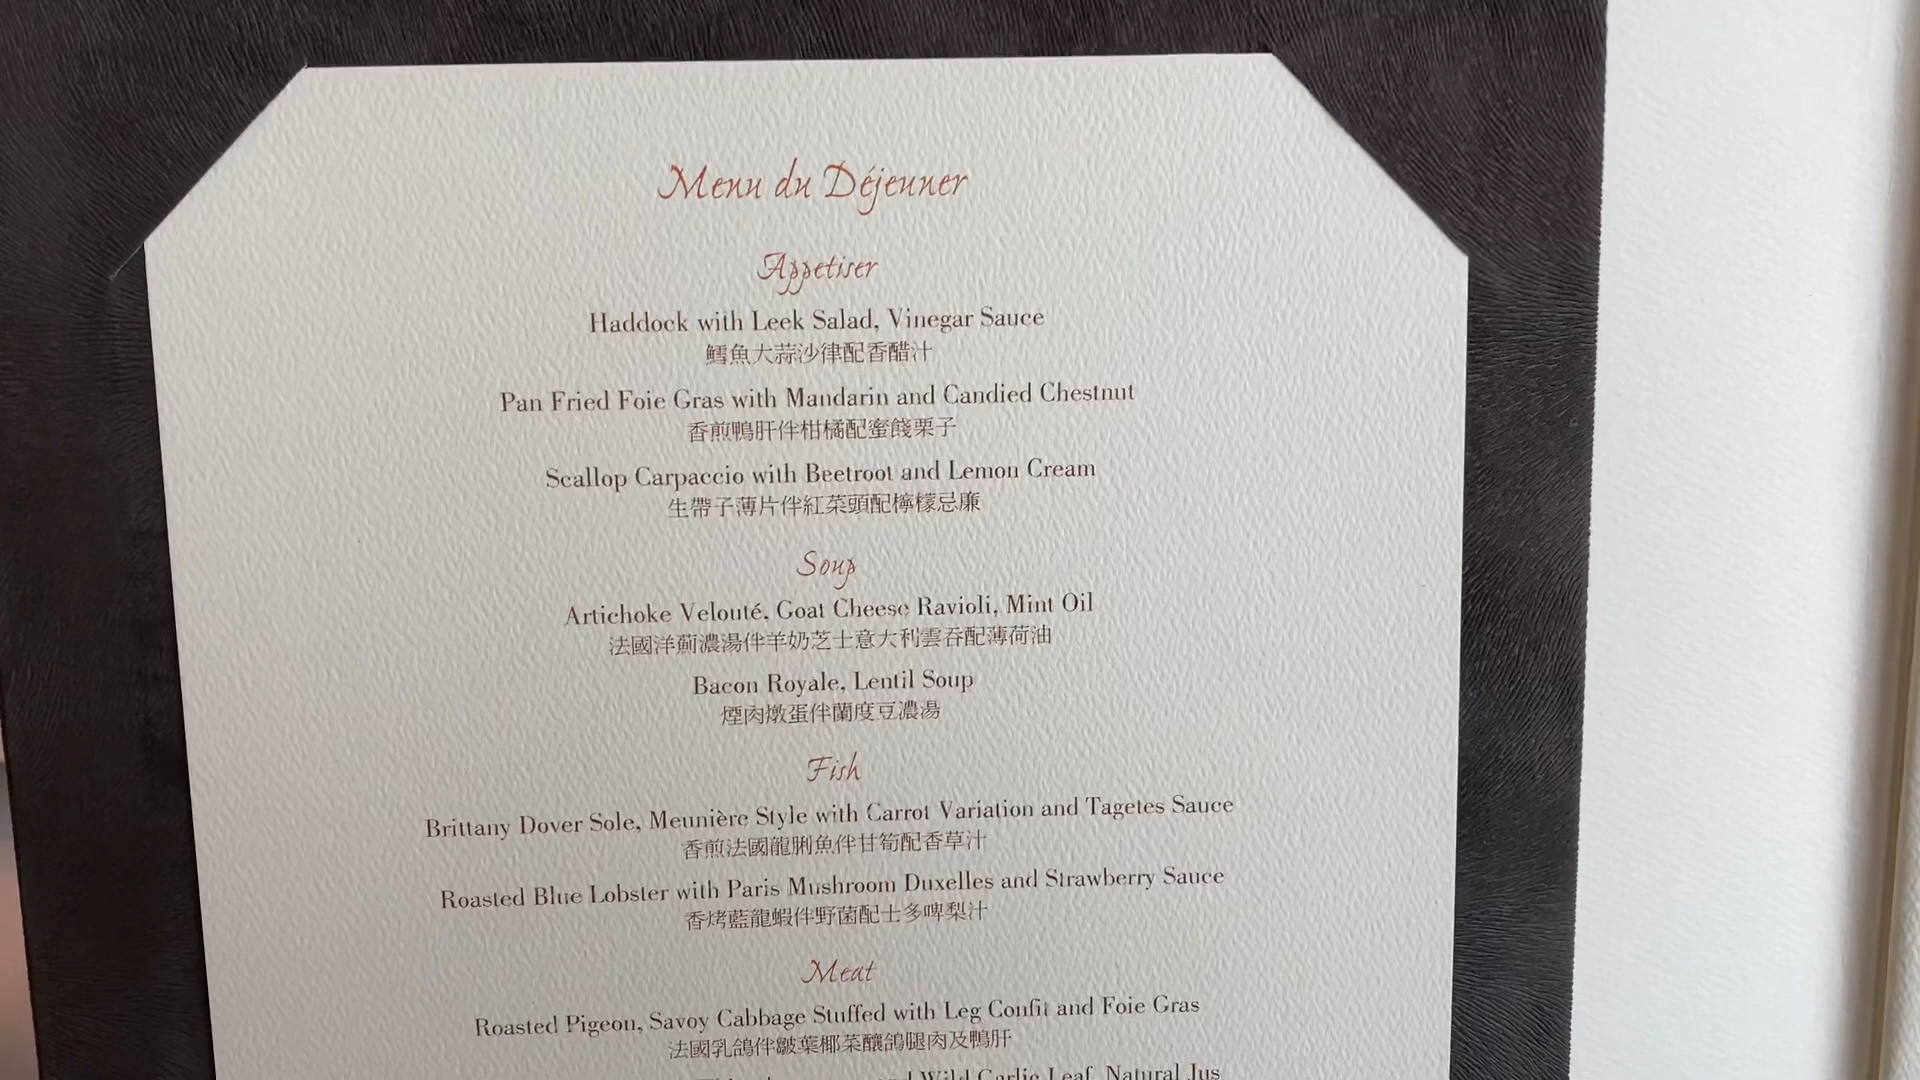 Menu du Déjeuner
Appetiser
Haddock with Leek Salad, Vinegar Sauce
鱈魚大蒜沙律配香醋汁
Pan Fried Foie Gras with Mandarin and Candied Chestnut
香煎鴨肝伴柑橘配蜜餞栗子
Scallop Carpaccio with Beetroot and Lemon Cream
生帶子薄片伴紅菜頭配檸檬忌廉
Soup
Artichoke Velouté, Goat Cheese Ravioli, Mint Oil
法國洋薊濃湯伴羊奶芝士意大利雲吞配薄荷油
Bacon Royale, Lentil Soup
煙肉燉蛋伴蘭度豆濃湯
Fish
Brittany Dover Sole, Meunière Style with Carrot Variation and Tagetes Sauce
香煎法國龍脷魚伴甘筍配香草汁
Roasted Blue Lobster with Paris Mushroom Duxelles and Strawberry Sauce
香烤藍龍蝦伴野菌配士多啤梨汁
Meat
Roasted Pigeon, Savoy Cabbage Stuffed with Leg Confit and Foie Gras
法國乳鴿伴皺葉椰菜釀鴿腿肉及鴨肝
Wild Garlic Leaf, Natural Jus